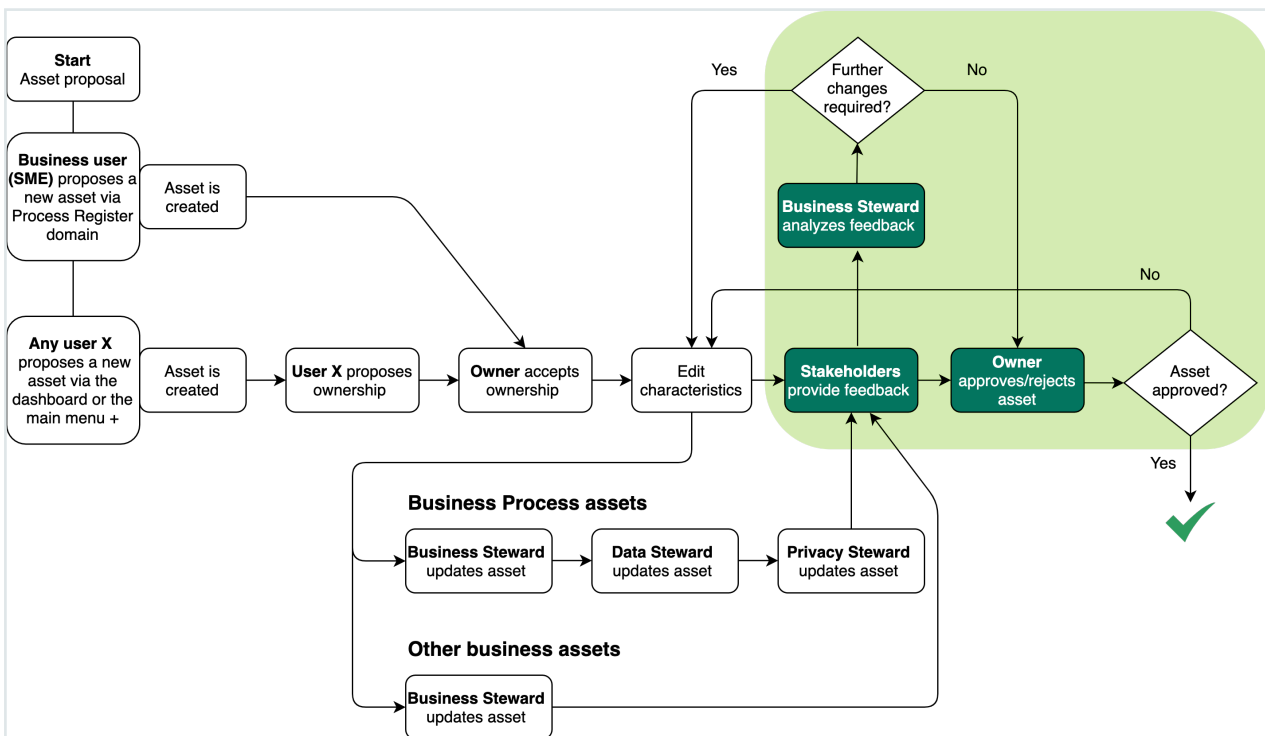 Start
Asset proposal
Business user
(SME) proposes a
new asset via
Process Register
domain
Asset is
created
Any user X
proposes a new
asset via the
dashboard or the
main menu +
Asset is
created
User X proposes
ownership
Owner accepts
ownership
Edit
characteristics
Stakeholders
provide feedback
Business Steward
analyzes feedback
Further
changes
required?
Yes
No
Owner
approves/rejects
asset
Asset
approved?
No
Yes
Business Process assets
Business Steward
updates asset
Data Steward
updates asset
Privacy Steward
updates asset
Other business assets
Business Steward
updates asset